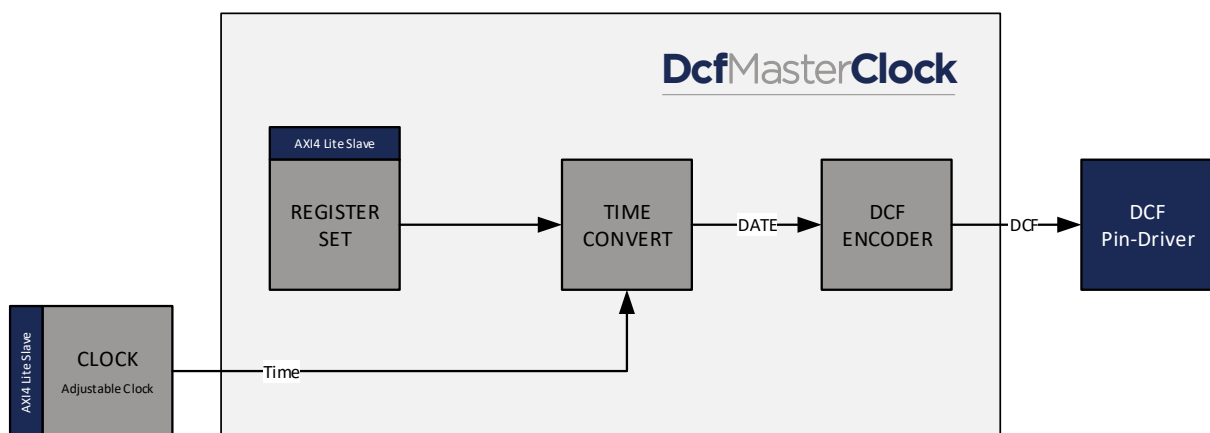 DcfMasterClock
AXI4 Lite Slave
REGISTER
SET
TIME
CONVERT
DATE
DCF
ENCODER
DCF
DCF
Pin-Driver
AXI4 Lite Slave
CLOCK
Adjustable Clock
Time